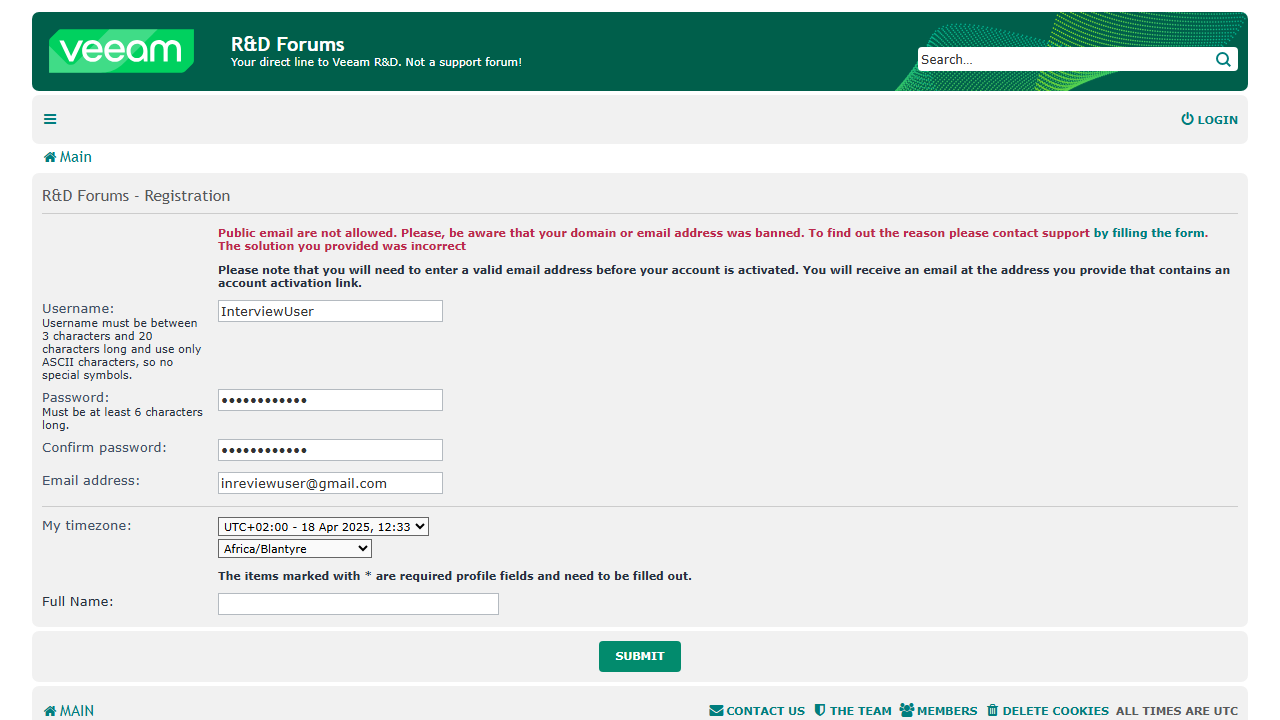 veeam
R&D Forums
Your direct line to Veeam R&D. Not a support forum!
Search...
LOGIN
Main
R&D Forums - Registration
Public email are not allowed. Please, be aware that your domain or email address was banned. To find out the reason please contact support by filling the form.
The solution you provided was incorrect
Please note that you will need to enter a valid email address before your account is activated. You will receive an email at the address you provide that contains an
account activation link.
Username:
InterviewUser
Username must be between
3 characters and 20
characters long and use only
ASCII characters, so no
special symbols.
Password:
••••••••••••
Must be at least 6 characters
long.
Confirm password:
••••••••••••
Email address:
inreviewuser@gmail.com
My timezone:
UTC+02:00 - 18 Apr 2025, 12:33
Africa/Blantyre
The items marked with * are required profile fields and need to be filled out.
Full Name:
SUBMIT
MAIN
CONTACT US THE TEAM MEMBERS DELETE COOKIES ALL TIMES ARE UTC